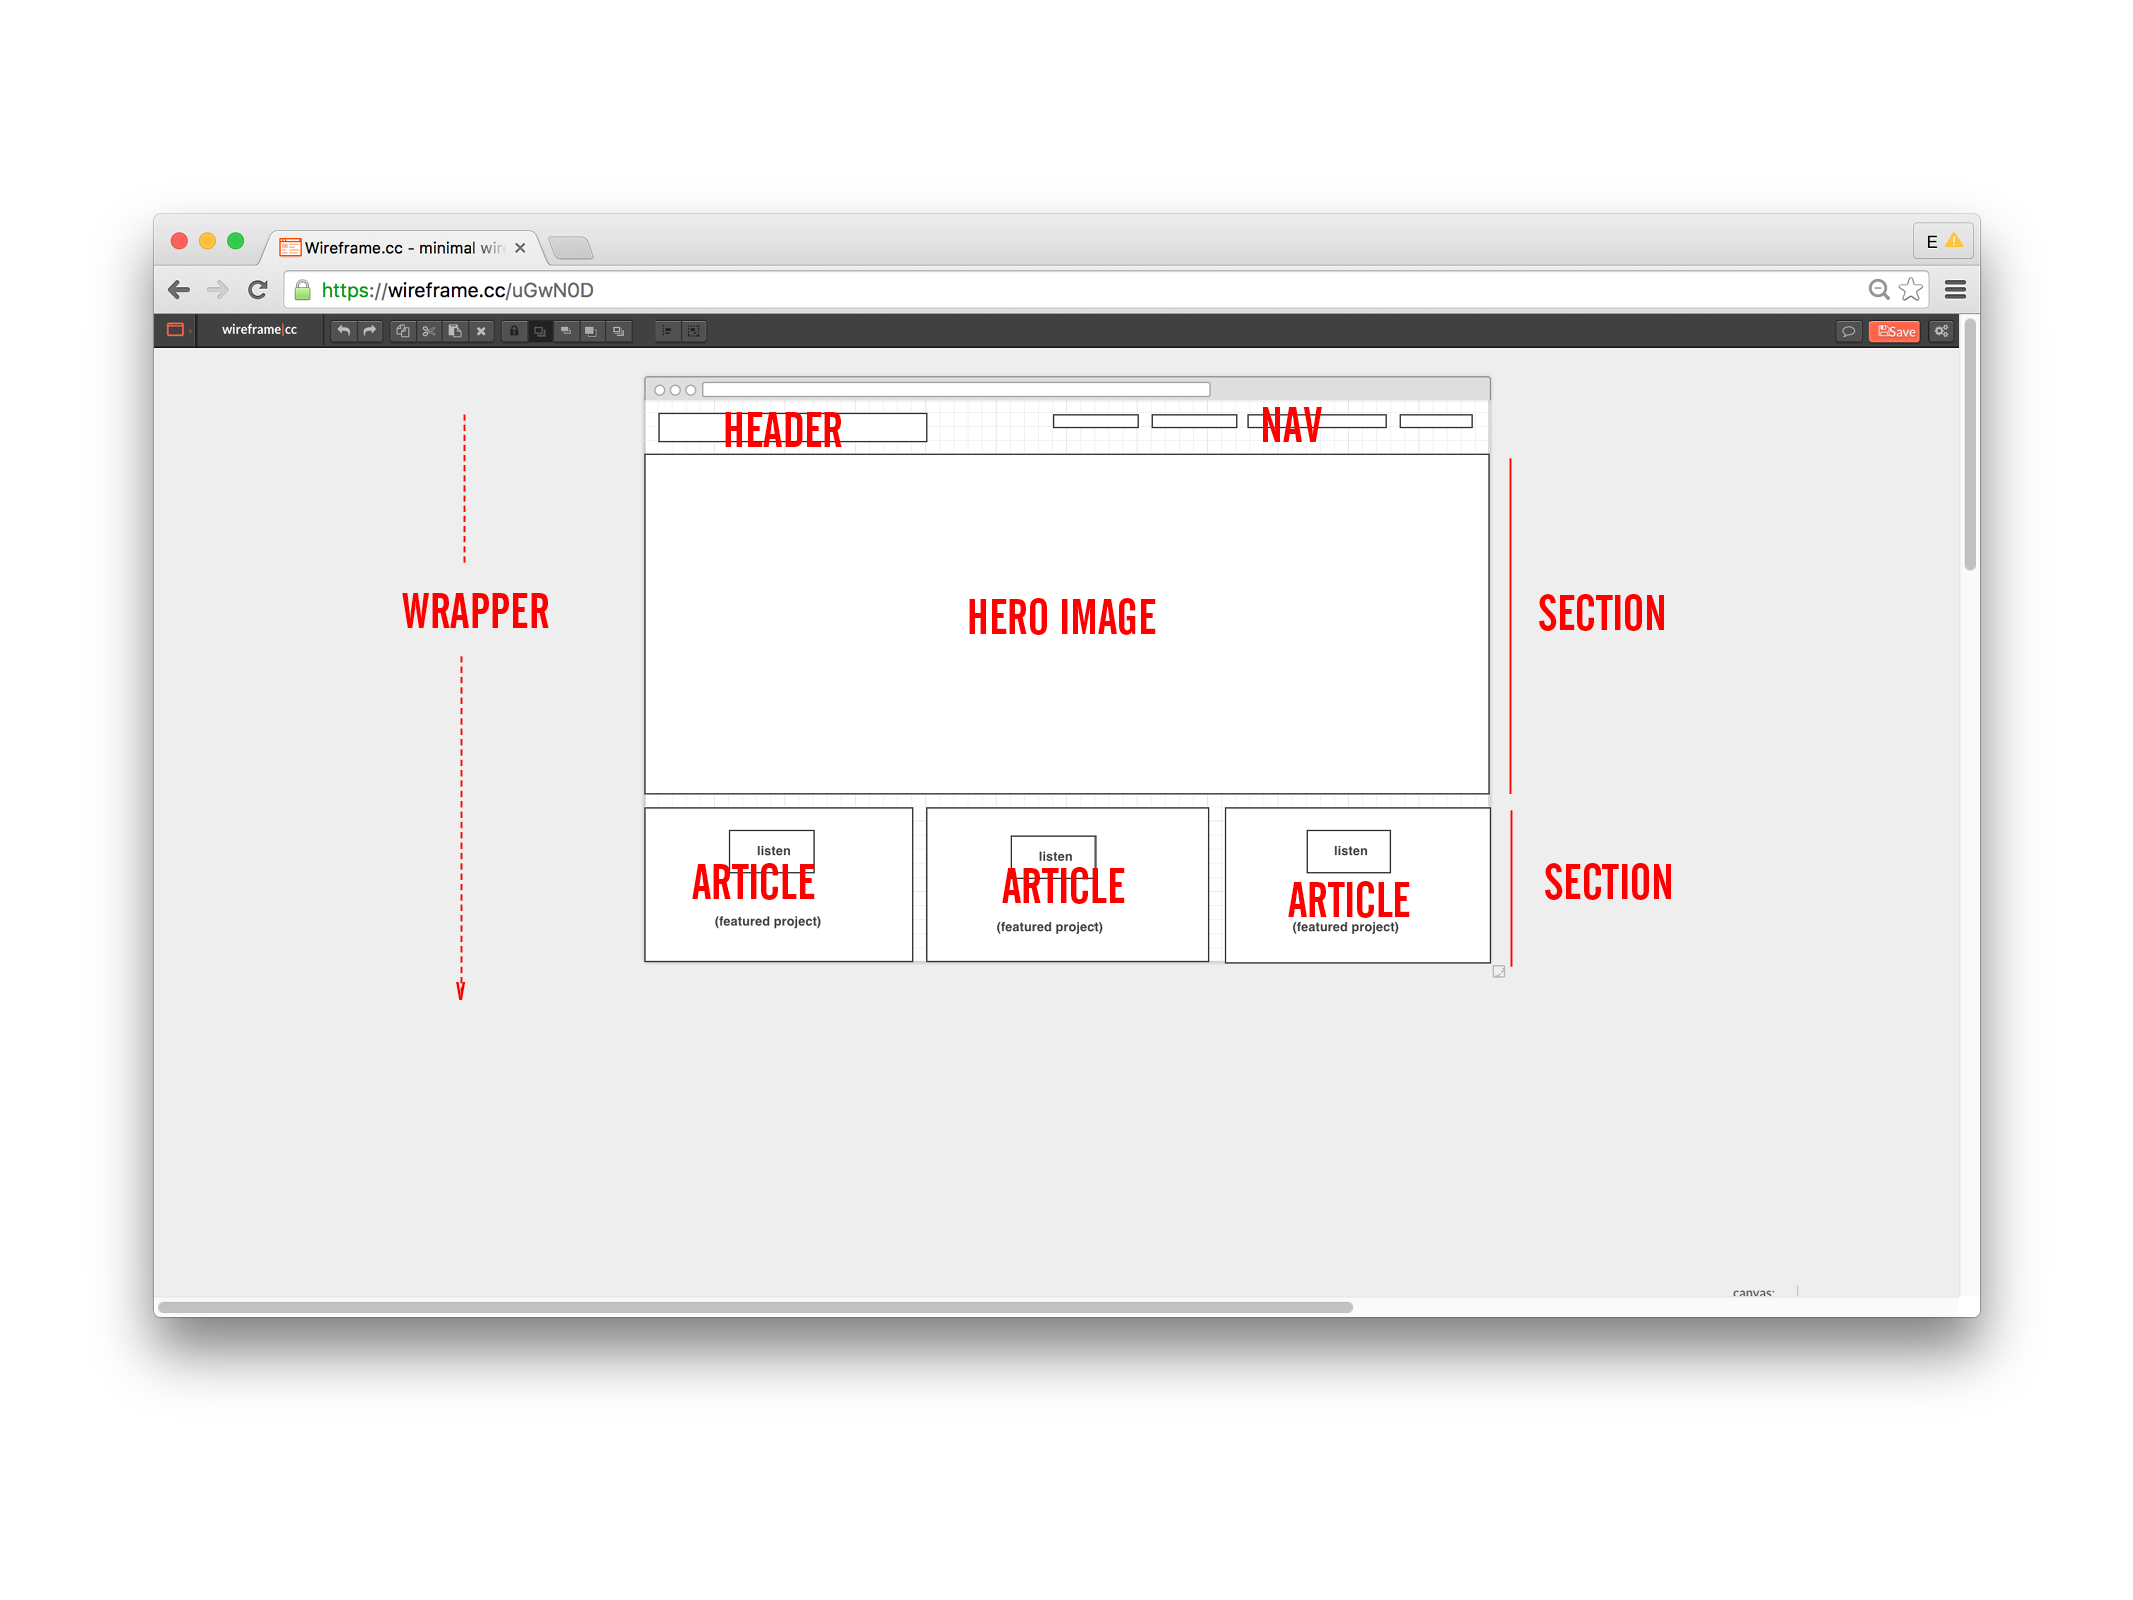 Wireframe.cc - minimal wir
E
https://wireframe.cc/uGwN0D
wireframe|cc
Save
HEADER
NAV
WRAPPER
HERO IMAGE
SECTION
listen
listen
listen
ARTICLE
ARTICLE
ARTICLE
SECTION
(featured project)
(featured project)
(featured project)
canvas: